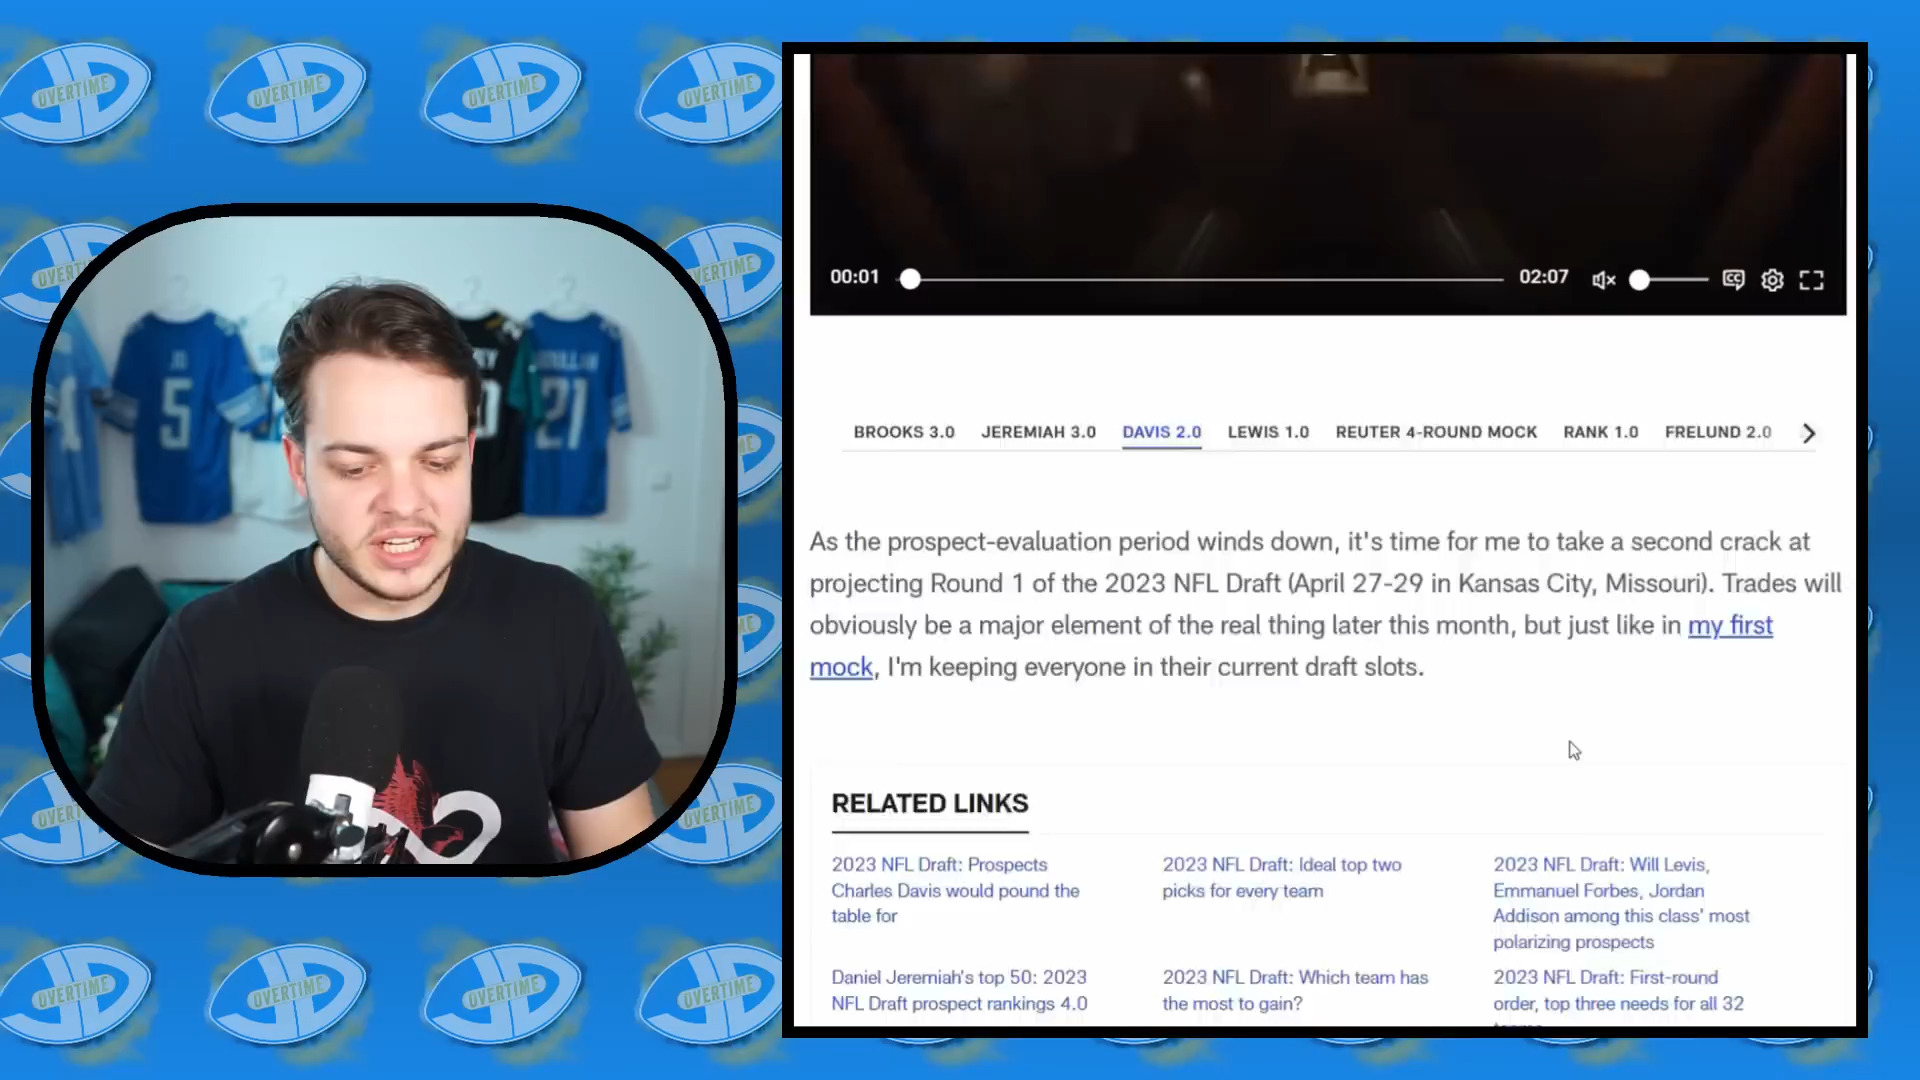 OVERTIME
OVERTIME
OVERTIME
OVERTIME
5
21
00:01
02:07
BROOKS 3.0 JEREMIAH 3.0 DAVIS 2.0 LEWIS 1.0 REUTER 4-ROUND MOCK RANK 1.0 FRELUND 2.0
As the prospect-evaluation period winds down, it's time for me to take a second crack at
projecting Round 1 of the 2023 NFL Draft (April 27-29 in Kansas City, Missouri). Trades will
obviously be a major element of the real thing later this month, but just like in my first
mock, I'm keeping everyone in their current draft slots.
RELATED LINKS
2023 NFL Draft: Prospects
Charles Davis would pound the
table for
2023 NFL Draft: Ideal top two
picks for every team
2023 NFL Draft: Will Levis,
Emmanuel Forbes, Jordan
Addison among this class' most
polarizing prospects
Daniel Jeremiah's top 50: 2023
NFL Draft prospect rankings 4.0
2023 NFL Draft: Which team has
the most to gain?
2023 NFL Draft: First-round
order, top three needs for all 32
OVERTIME
OVERTIME
OVERTIME
OVERTIME